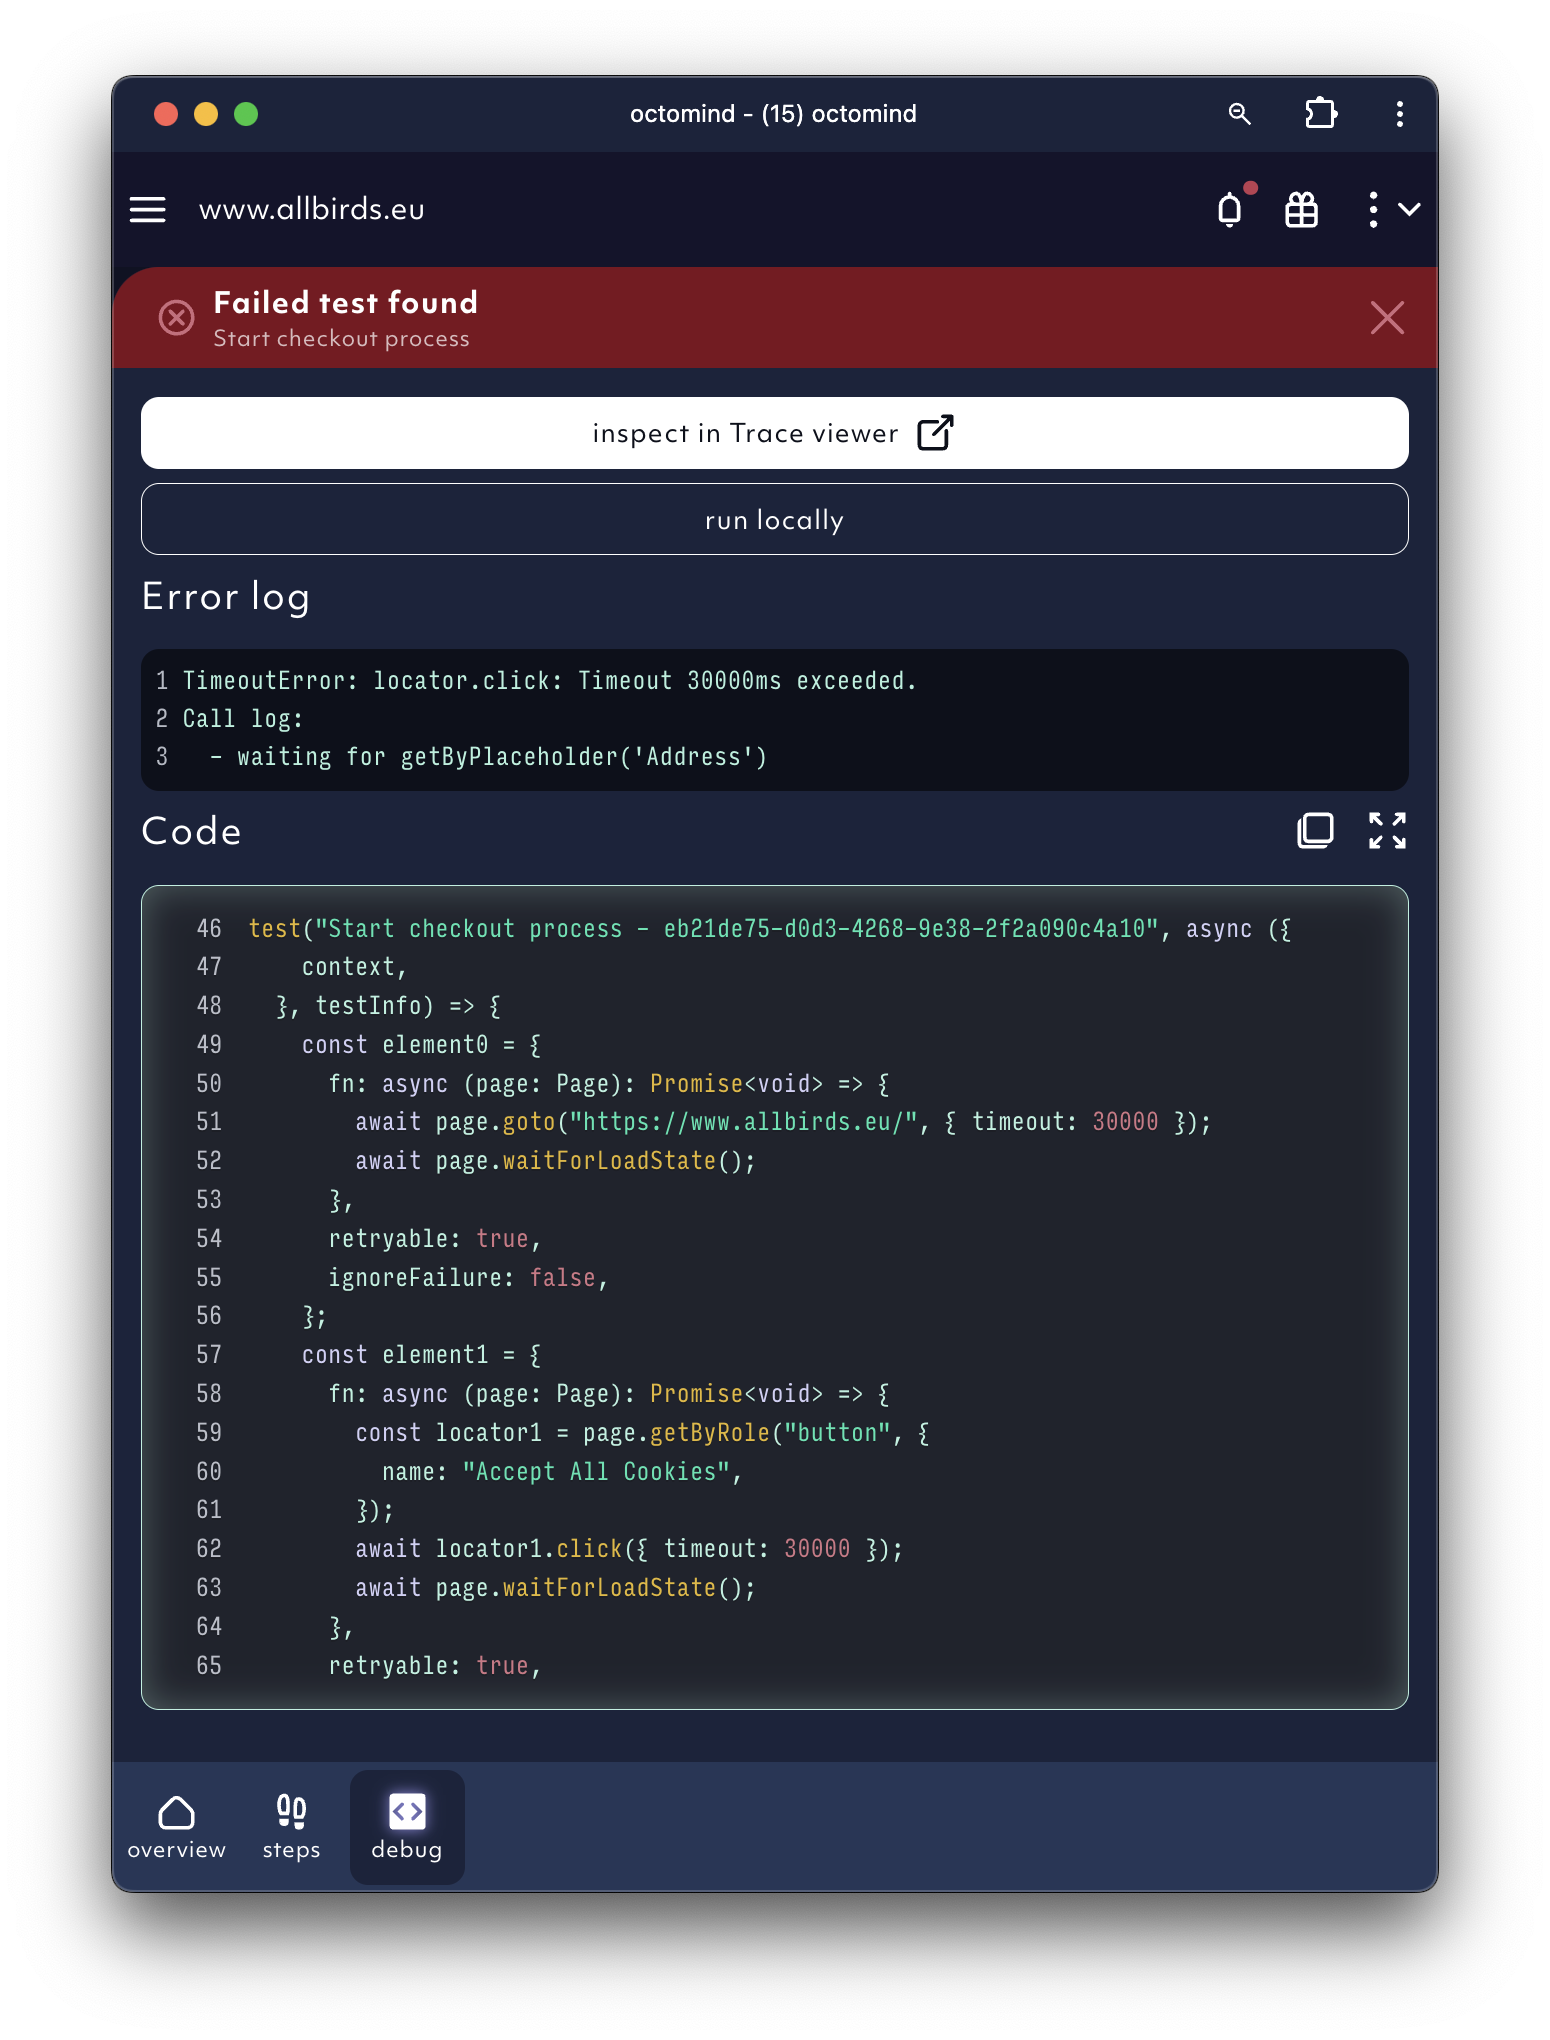 octomind - (15) octomind
www.allbirds.eu
Failed test found
Start checkout process
inspect in Trace viewer
run locally
Error log
1 TimeoutError: locator.click: Timeout 30000ms exceeded.
2 Call log:
3   - waiting for getByPlaceholder('Address')
Code
46  test("Start checkout process - eb21de75-d0d3-4268-9e38-2f2a090c4a10", async ({
47      context,
48    }, testInfo) => {
49      const element0 = {
50        fn: async (page: Page): Promise<void> => {
51          await page.goto("https://www.allbirds.eu/", { timeout: 30000 });
52          await page.waitForLoadState();
53        },
54        retryable: true,
55        ignoreFailure: false,
56      };
57      const element1 = {
58        fn: async (page: Page): Promise<void> => {
59          const locator1 = page.getByRole("button", {
60            name: "Accept All Cookies",
61          });
62          await locator1.click({ timeout: 30000 });
63          await page.waitForLoadState();
64        },
65        retryable: true,
overview steps debug